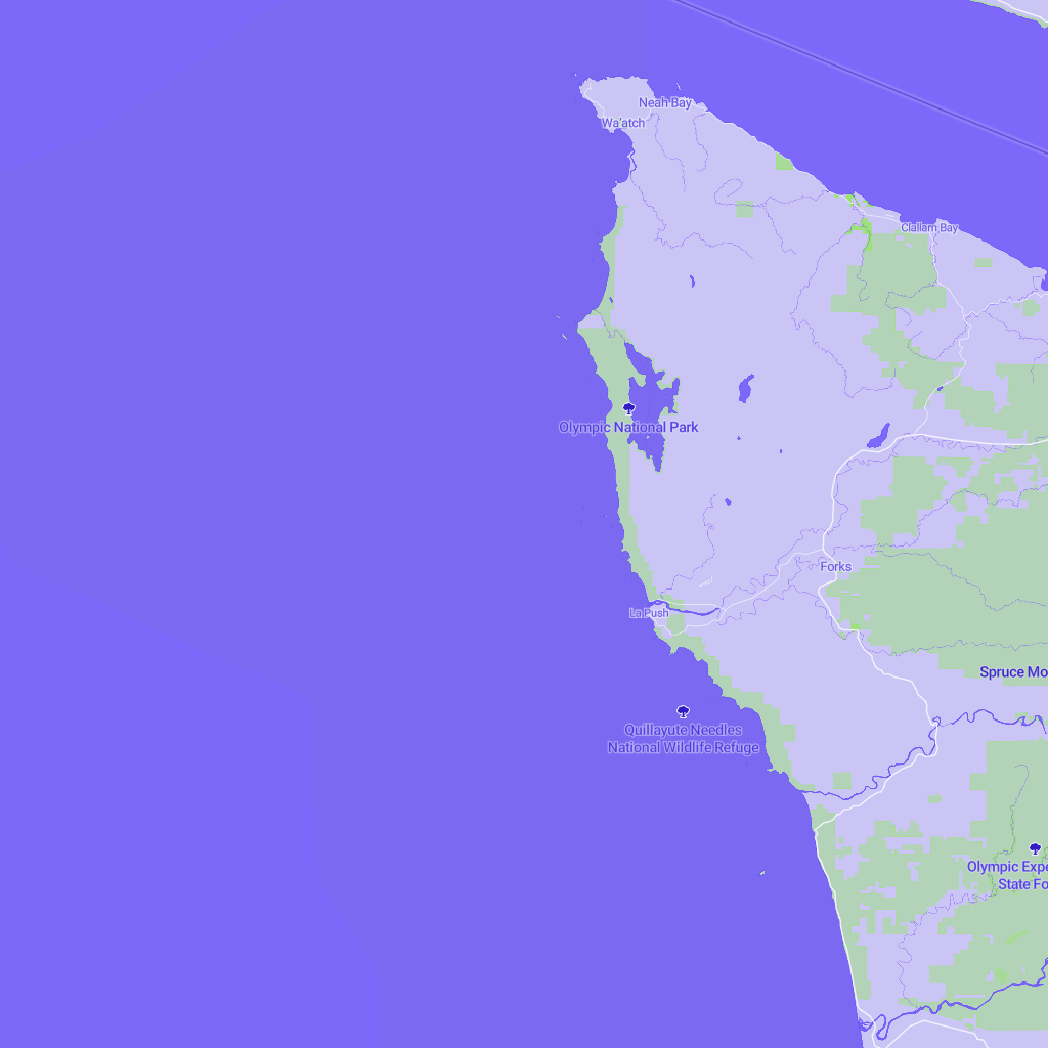 Neah Bay
Wa'atch
Clallam Bay
Olympic National Park
Forks
La Push
Spruce Mo
Quillayute Needles
National Wildlife Refuge
Olympic Expe
State Fo